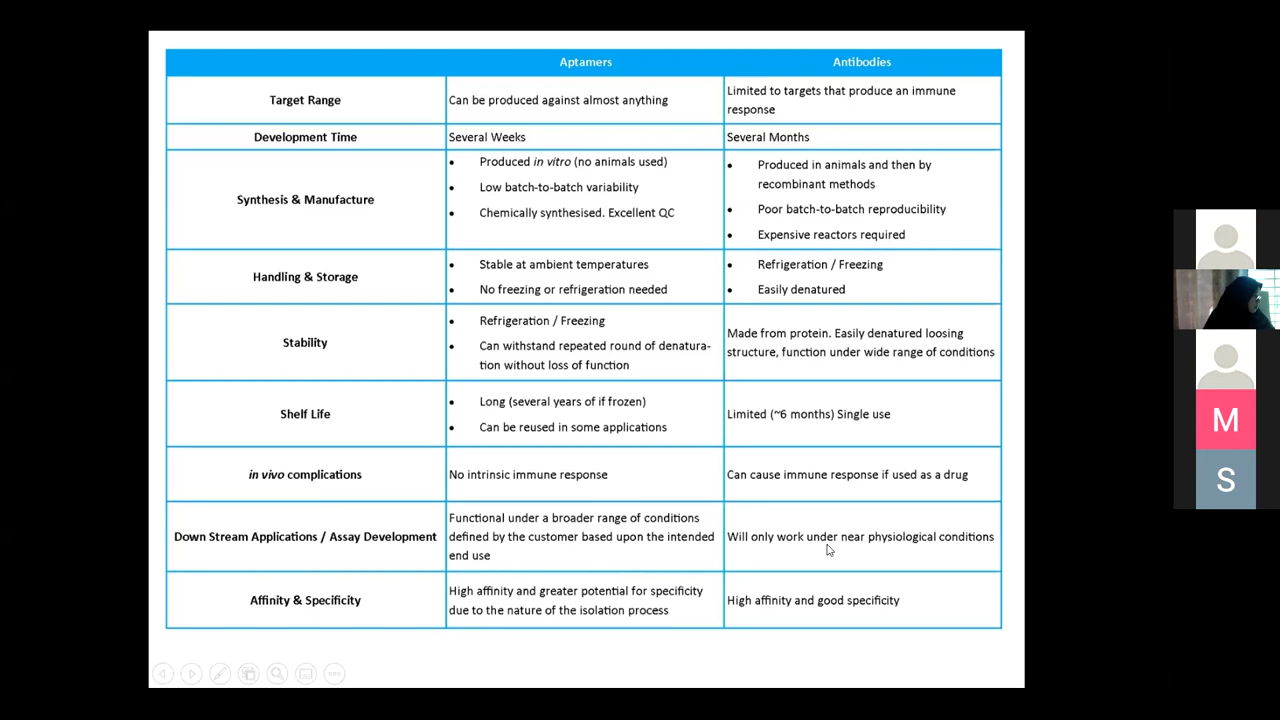 Aptamers
Antibodies
Target Range
Can be produced against almost anything
Limited to targets that produce an immune
response
Development Time
Several Weeks
Several Months
Synthesis & Manufacture
• Produced in vitro (no animals used)
• Low batch-to-batch variability
• Chemically synthesised. Excellent QC
• Produced in animals and then by
recombinant methods
• Poor batch-to-batch reproducibility
• Expensive reactors required
Handling & Storage
• Stable at ambient temperatures
• No freezing or refrigeration needed
• Refrigeration / Freezing
• Easily denatured
Stability
• Refrigeration / Freezing
• Can withstand repeated round of denatura-
tion without loss of function
Made from protein. Easily denatured loosing
structure, function under wide range of conditions
Shelf Life
• Long (several years of if frozen)
• Can be reused in some applications
Limited (~6 months) Single use
in vivo complications
No intrinsic immune response
Can cause immune response if used as a drug
Down Stream Applications / Assay Development
Functional under a broader range of conditions
defined by the customer based upon the intended
end use
Will only work under near physiological conditions
Affinity & Specificity
High affinity and greater potential for specificity
due to the nature of the isolation process
High affinity and good specificity
M
S